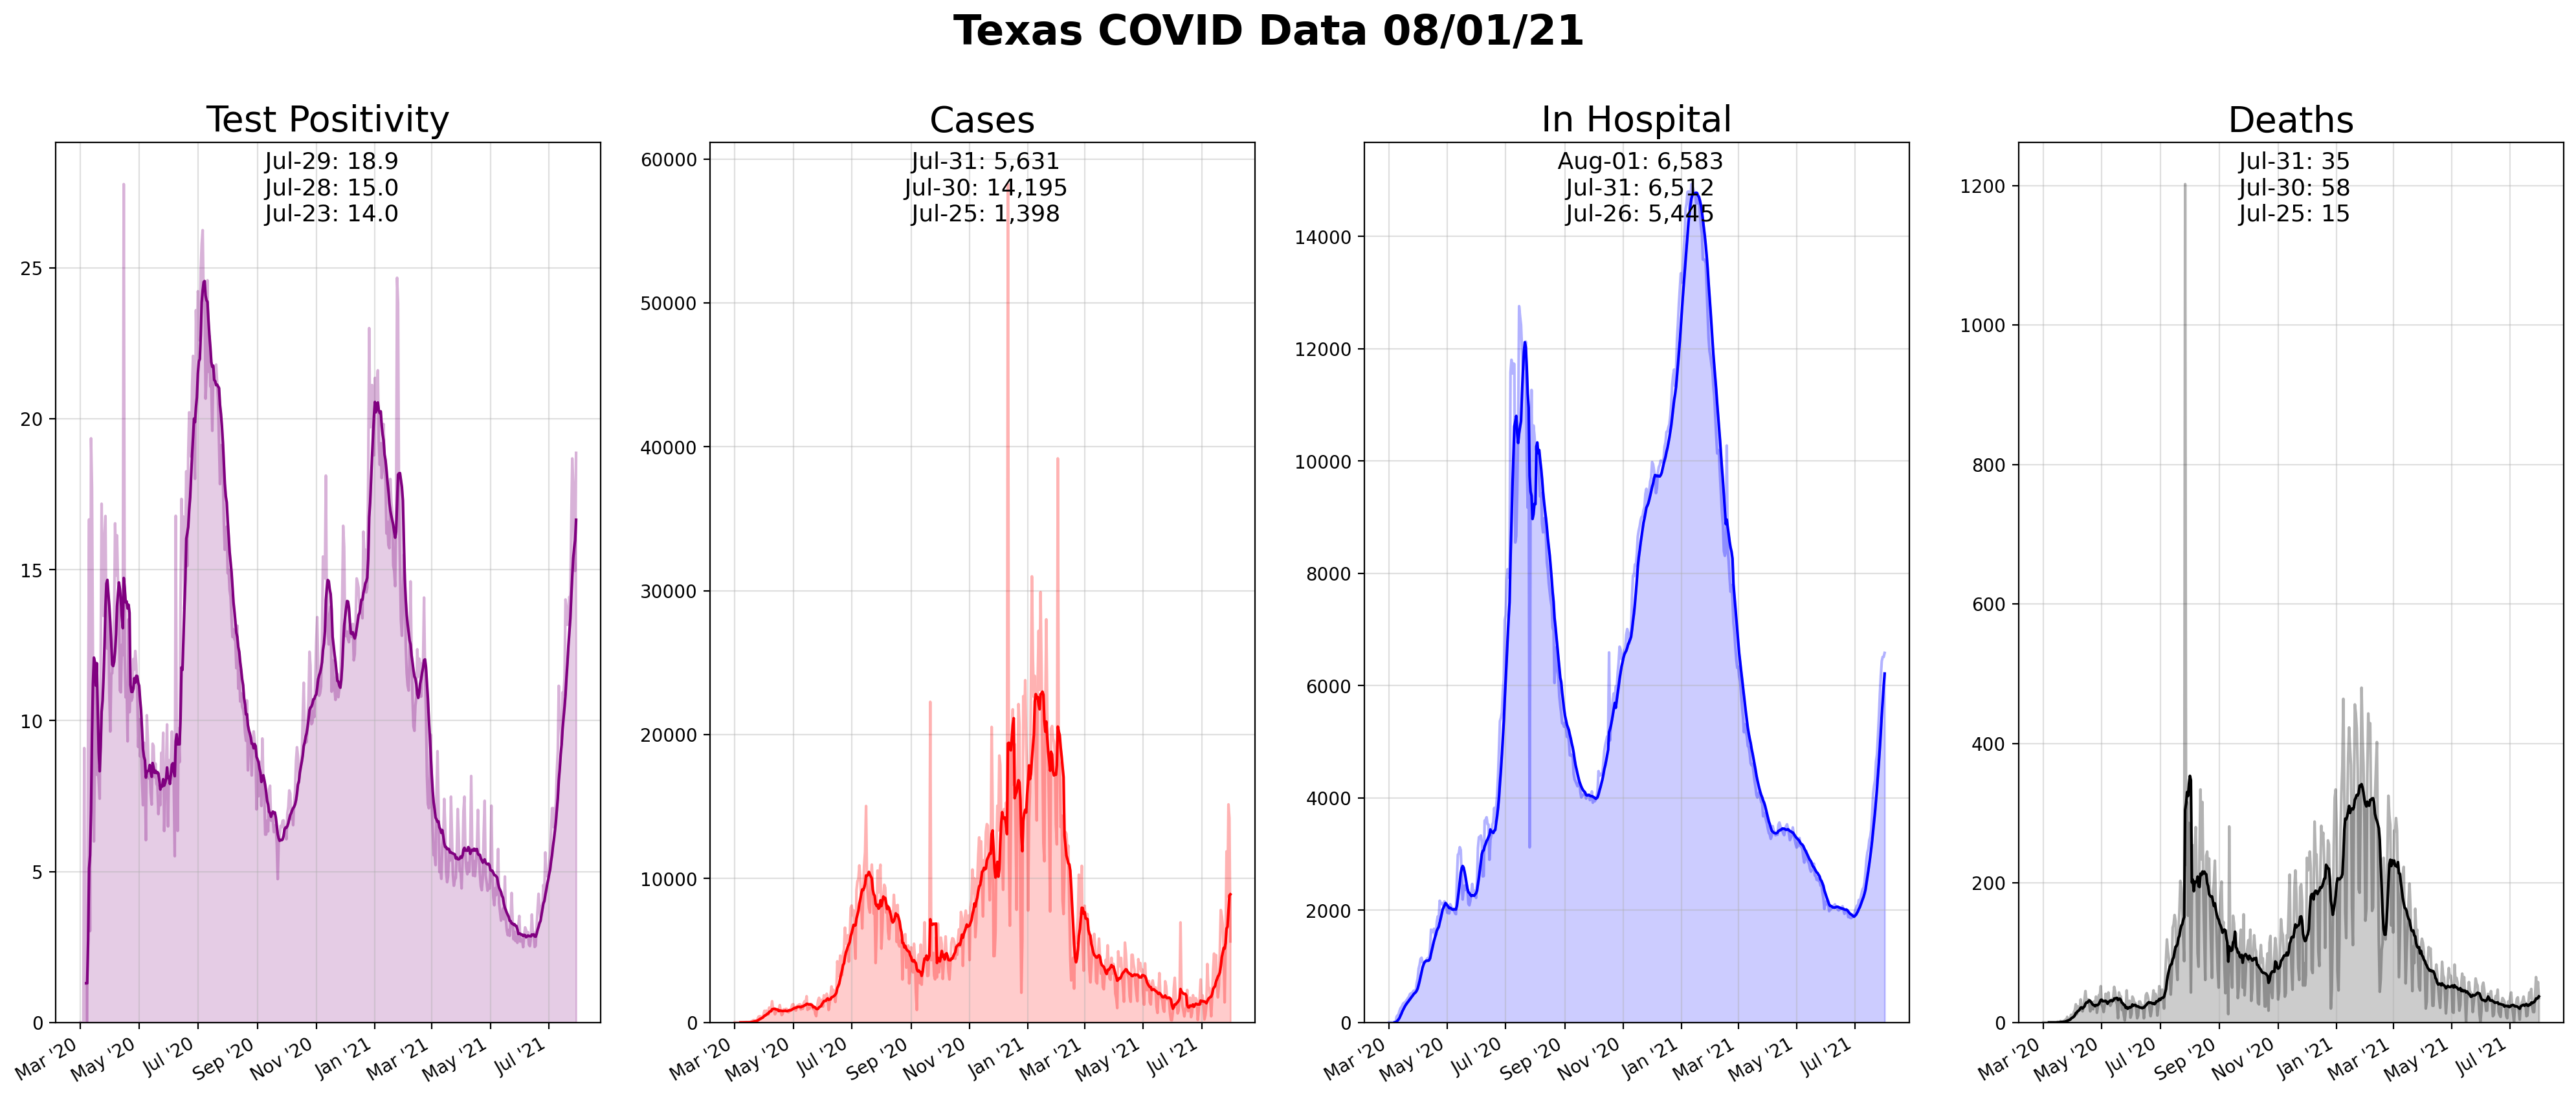 Texas COVID Data 08/01/21
Test Positivity
Jul-29: 18.9
Jul-28: 15.0
Jul-23: 14.0
25
20
15
10
5
0
Mar '20
May '20
Jul '20
Sep '20
Nov '20
Jan '21
Mar '21
May '21
Jul '21
Cases
Jul-31: 5,631
Jul-30: 14,195
Jul-25: 1,398
60000
50000
40000
30000
20000
10000
0
Mar '20
May '20
Jul '20
Sep '20
Nov '20
Jan '21
Mar '21
May '21
Jul '21
In Hospital
Aug-01: 6,583
Jul-31: 6,512
Jul-26: 5,445
14000
12000
10000
8000
6000
4000
2000
0
Mar '20
May '20
Jul '20
Sep '20
Nov '20
Jan '21
Mar '21
May '21
Jul '21
Deaths
Jul-31: 35
Jul-30: 58
Jul-25: 15
1200
1000
800
600
400
200
0
Mar '20
May '20
Jul '20
Sep '20
Nov '20
Jan '21
Mar '21
May '21
Jul '21